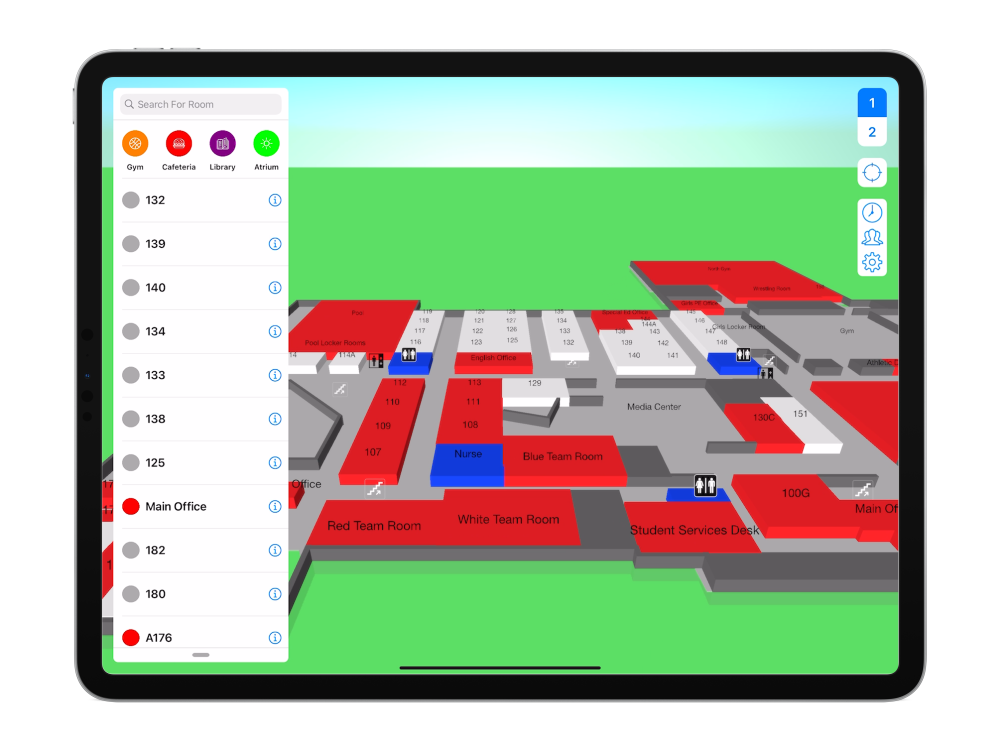 Search For Room
Gym
Cafeteria
Library
Atrium
132
139
140
134
133
138
125
Main Office
182
180
A176
1
2
Wrestling Room
Girls PE Office
Pool
119
118
117
116
120
121
122
123
128
127
126
125
135
134
133
132
Special Ed Office
144A
138
139
140
143
142
141
145
146
147
148
Girls Locker Room
Gym
Pool Locker Rooms
14
114A
English Office
Athletic
112
110
109
107
113
111
108
129
Media Center
130C
151
Nurse
Blue Team Room
Office
17
17
1
Red Team Room
White Team Room
Student Services Desk
100G
Main Of